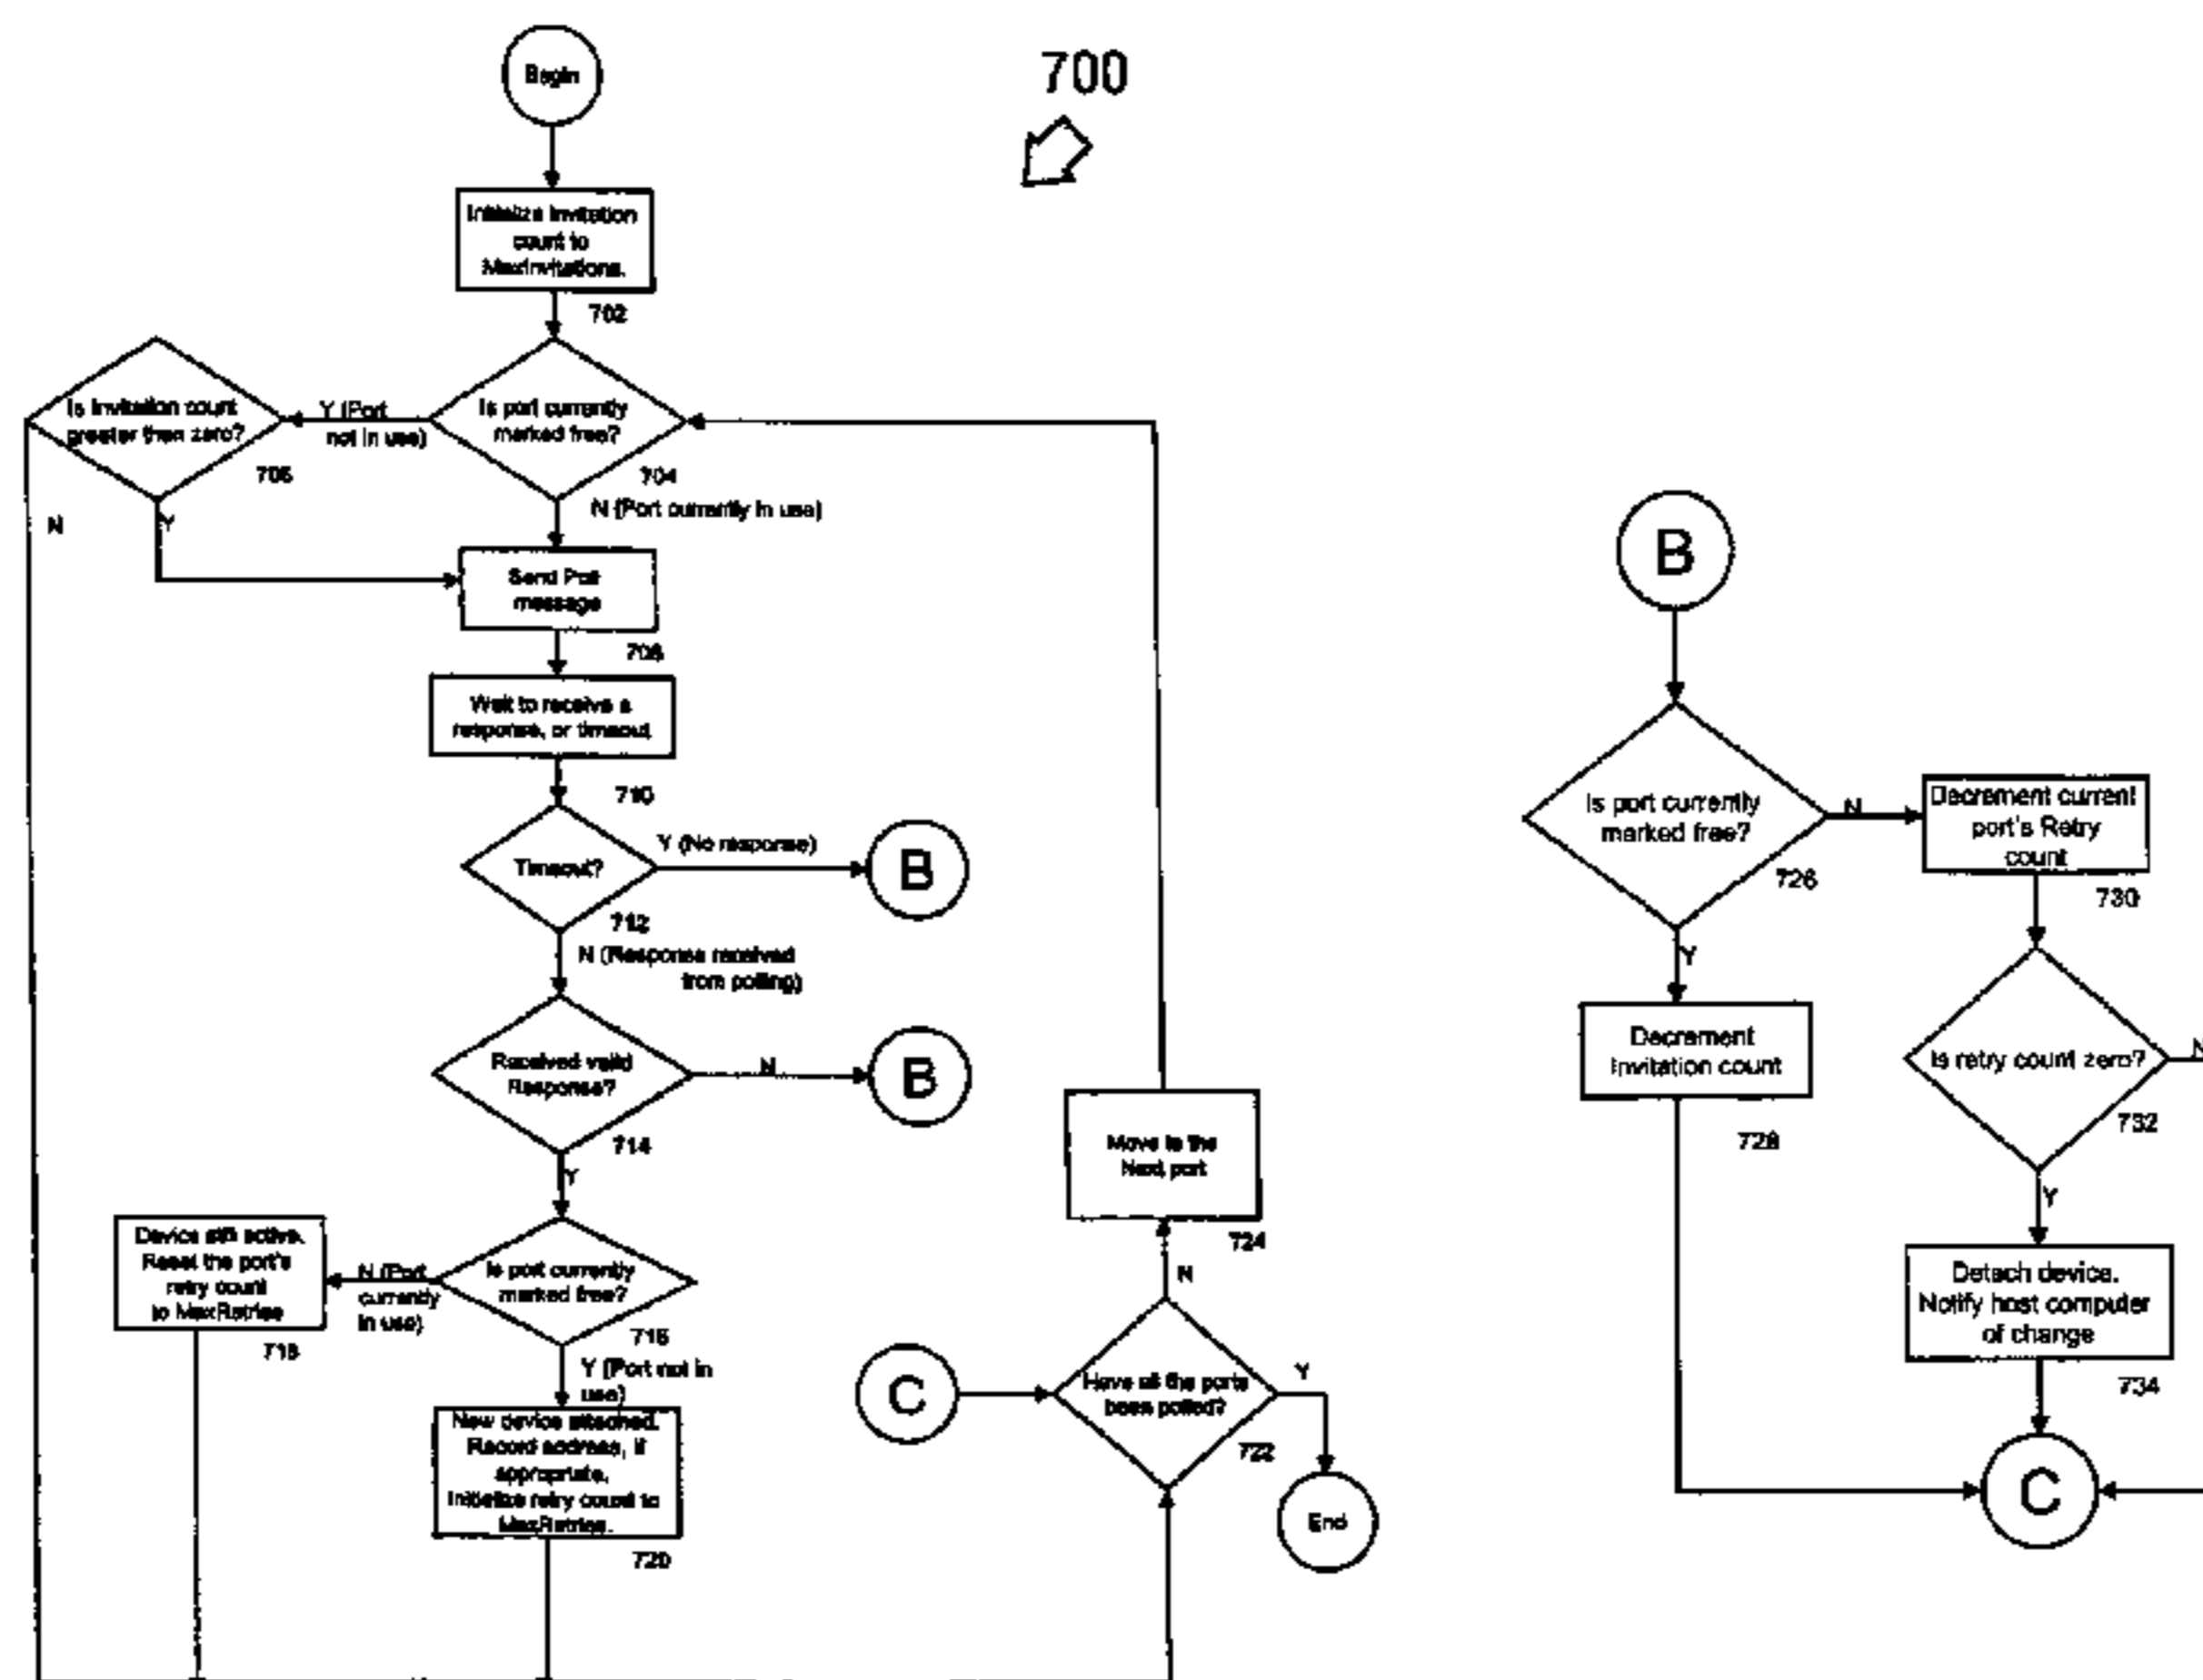 Begin
700
Initialize Invitation
count to
MaxInvitations.
702
Is Invitation count
greater then zero?
Y (Port
not in use)
Is port currently
marked free?
706
704
N
Y
N (Port currently in use)
Send Poll
message
708
Wait to receive a
response, or timeout
710
Timeout?
Y (No response)
B
712
N (Response received
from polling)
Received valid
Response?
N
B
714
Y
Device still active.
Reset the port's
retry count
to MaxRetries
718
N (Port
currently
in use)
Is port currently
marked free?
716
Y (Port not in
use)
New device attached.
Record address, if
appropriate.
Initialize retry count to
MaxRetries.
720
Move to the
Next port
724
N
C
Have all the ports
been polled?
Y
722
End
B
Is port currently
marked free?
N
726
Decrement current
port's Retry
count
730
Y
Decrement
Invitation count
728
Is retry count zero?
N
732
Y
Detach device.
Notify host computer
of change
734
C